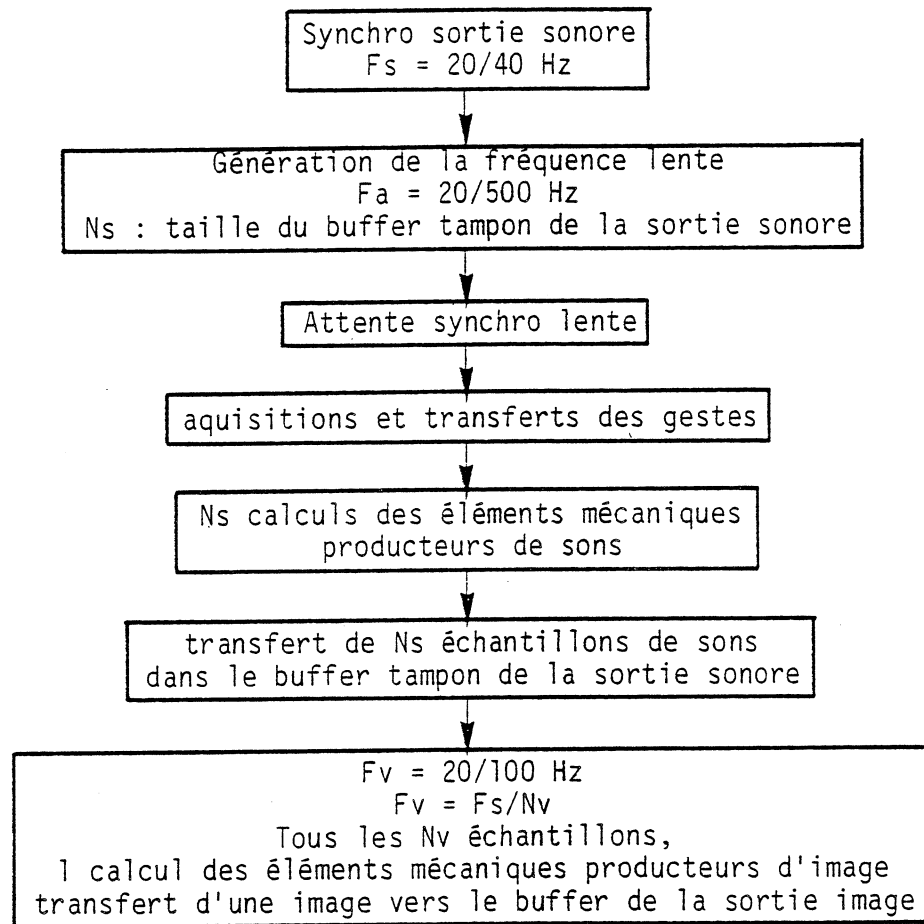 Synchro sortie sonore
Fs = 20/40 Hz
Génération de la fréquence lente
Fa = 20/500 Hz
Ns : taille du buffer tampon de la sortie sonore
Attente synchro lente
aquisitions et transferts des gestes
Ns calculs des éléments mécaniques
producteurs de sons
transfert de Ns échantillons de sons
dans le buffer tampon de la sortie sonore
Fv = 20/100 Hz
Fv = Fs/Nv
Tous les Nv échantillons,
1 calcul des éléments mécaniques producteurs d'image
transfert d'une image vers le buffer de la sortie image